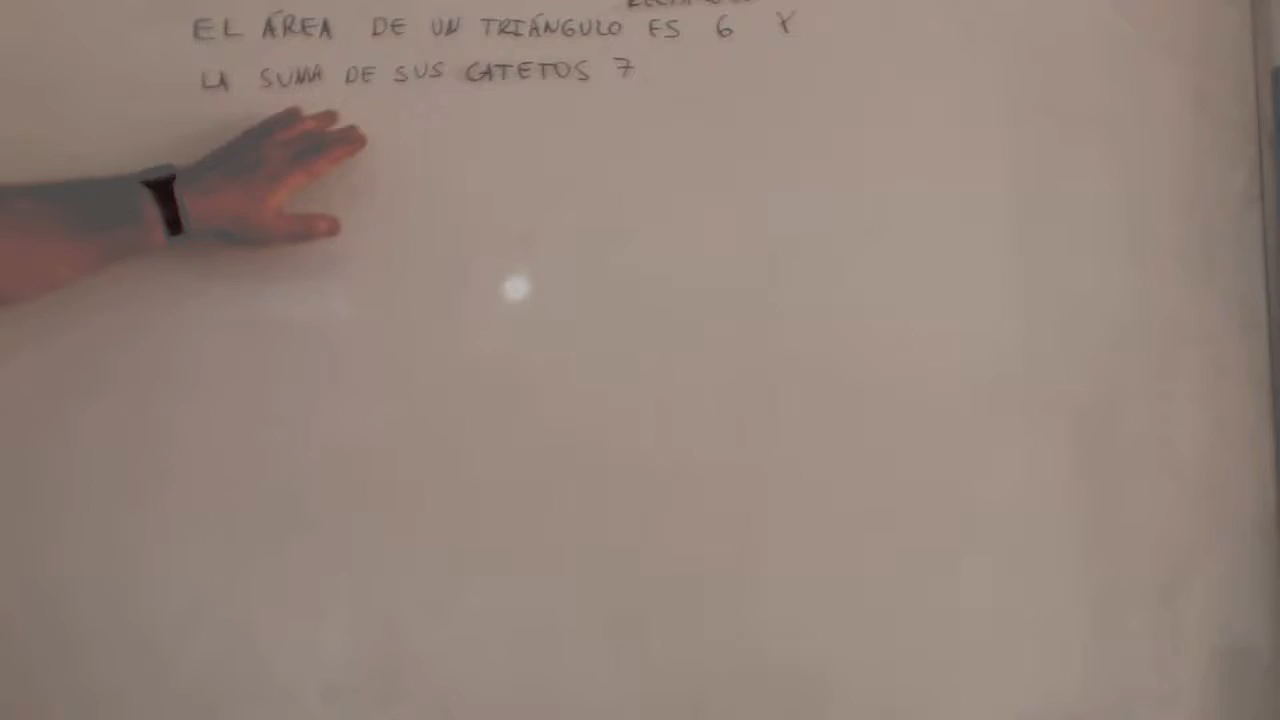 EL ÁREA DE UN TRIÁNGULO ES 6 Y
LA SUMA DE SUS CATETOS 7